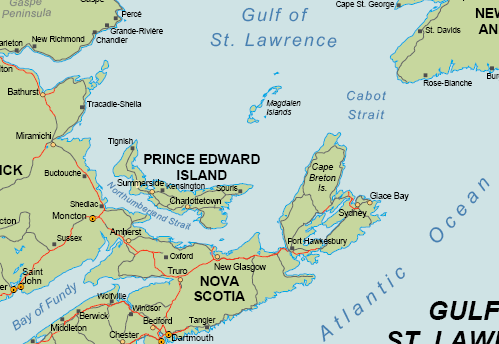 Gaspe
Peninsula
Percé
Grande-Rivière
Chandler
New Richmond
Gulf of
St. Lawrence
Cape St. George
NEW
St. Davids
Rose-Blanche
Bathurst
Tracadie-Sheila
Magdalen
Islands
Cabot
Strait
Miramichi
Tignish
PRINCE EDWARD
ISLAND
Cape
Breton
Is.
Buctouche
Summerside
Kensington
Souris
Charlottetown
Northumberland Strait
Glace Bay
Sydney
Shediac
Moncton
Sussex
Amherst
Port Hawkesbury
Oxford
New Glasgow
Truro
NOVA
SCOTIA
Saint
John
Bay of Fundy
Wolfville
Windsor
Berwick
Middleton
Bedford
Tangier
Chester
Dartmouth
Atlantic Ocean
GULF